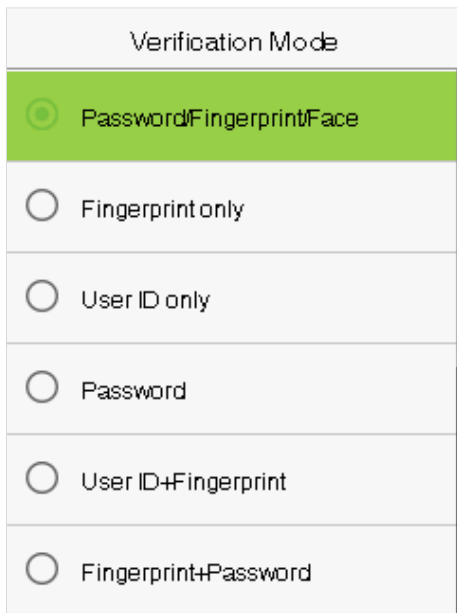 Verification Mode
Password/Fingerprint/Face
Fingerprint only
User ID only
Password
User ID+Fingerprint
Fingerprint+Password